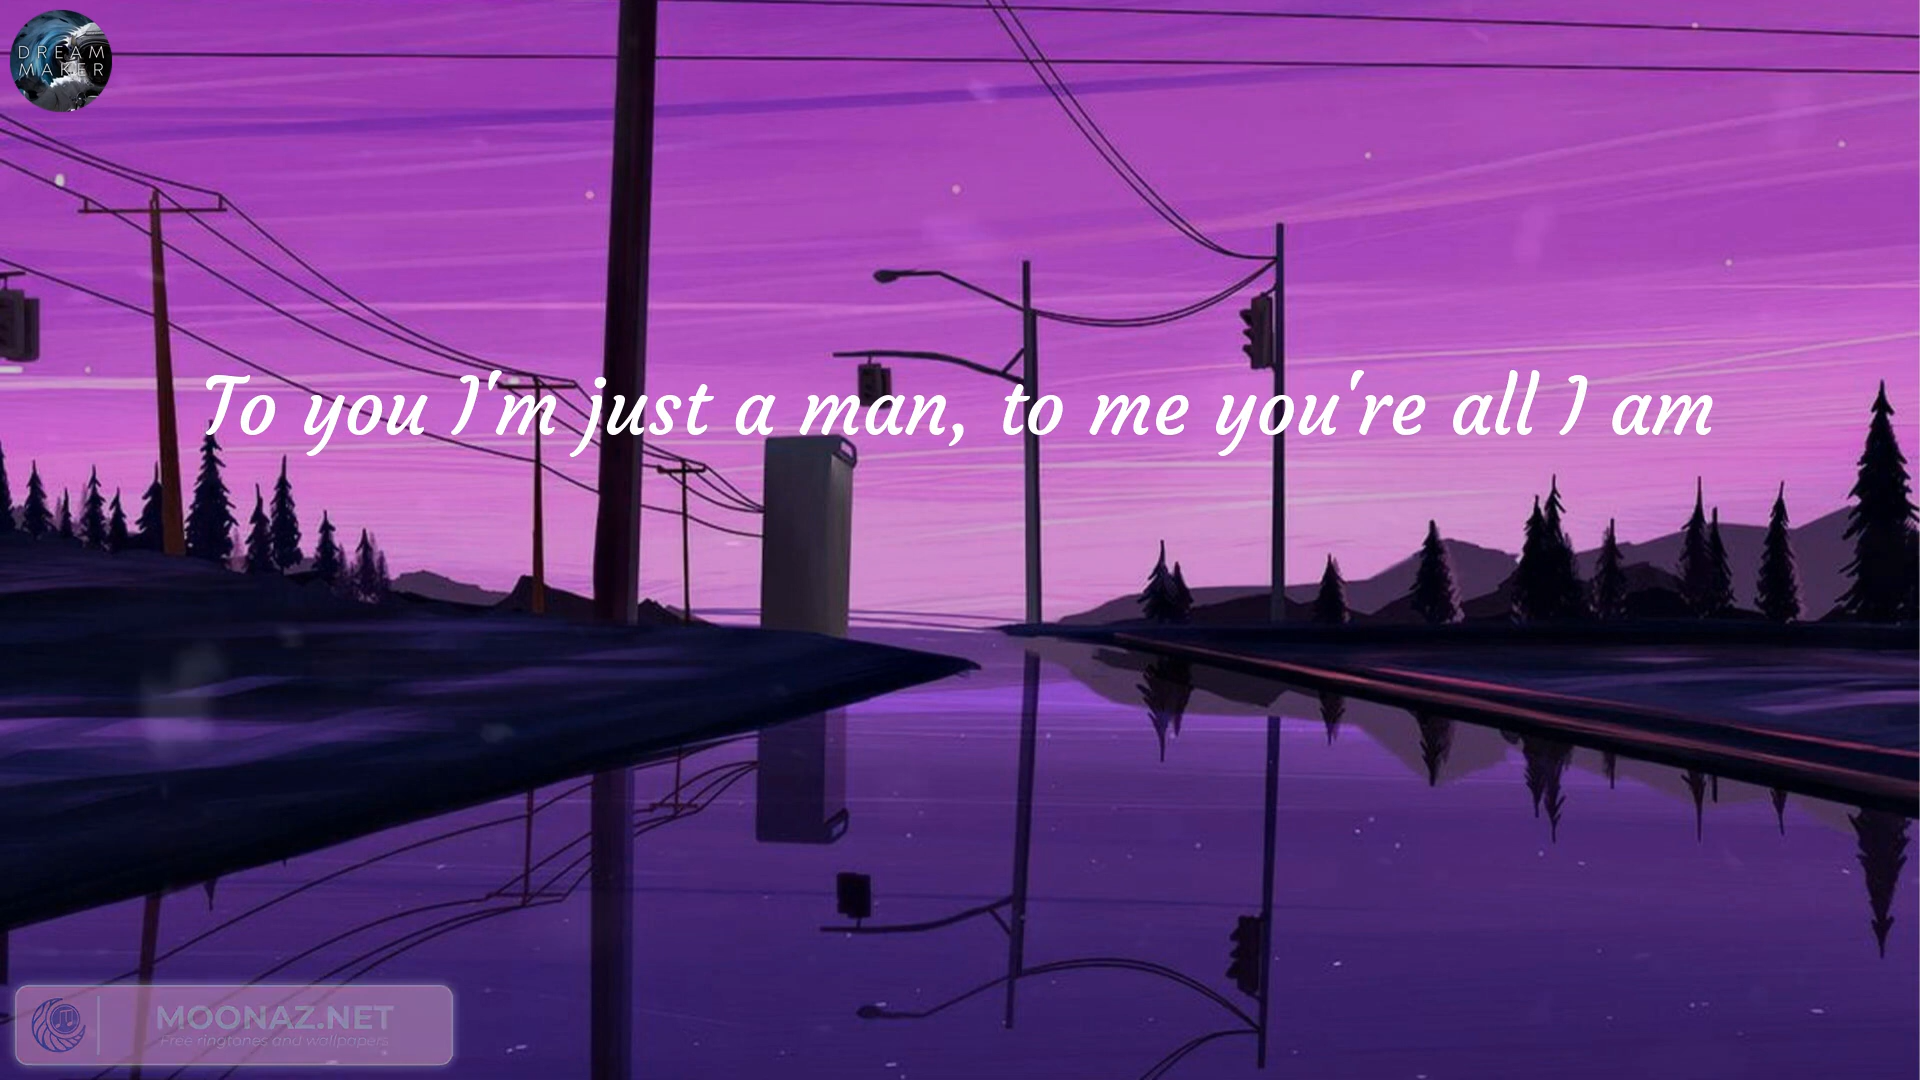 DREAM
MAKER
To you I'm just a man, to me you're all I am
MOONAZ.NET
Free ringtones and wallpapers